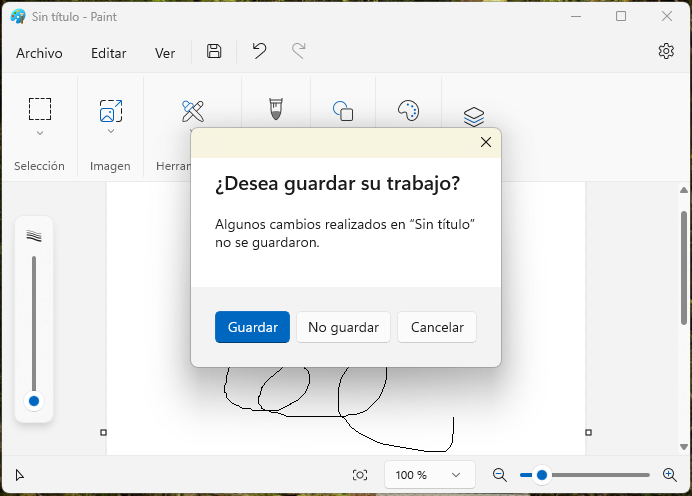 Sin título - Paint
Archivo
Editar
Ver
Selección
Imagen
Herran
¿Desea guardar su trabajo?
Algunos cambios realizados en “Sin título”
no se guardaron.
Guardar
No guardar
Cancelar
100 %